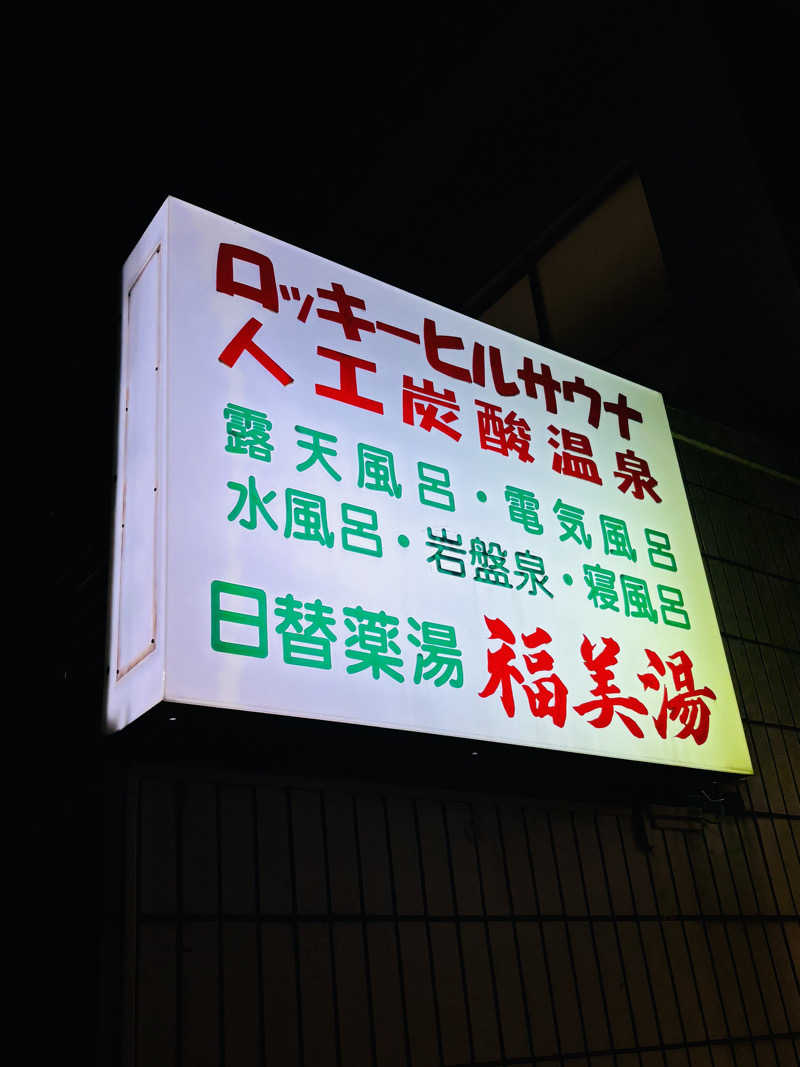 ロッキーヒルサウナ
人工炭酸温泉
露天風呂・電気風呂
水風呂・岩盤泉・寝風呂
日替薬湯 福美湯